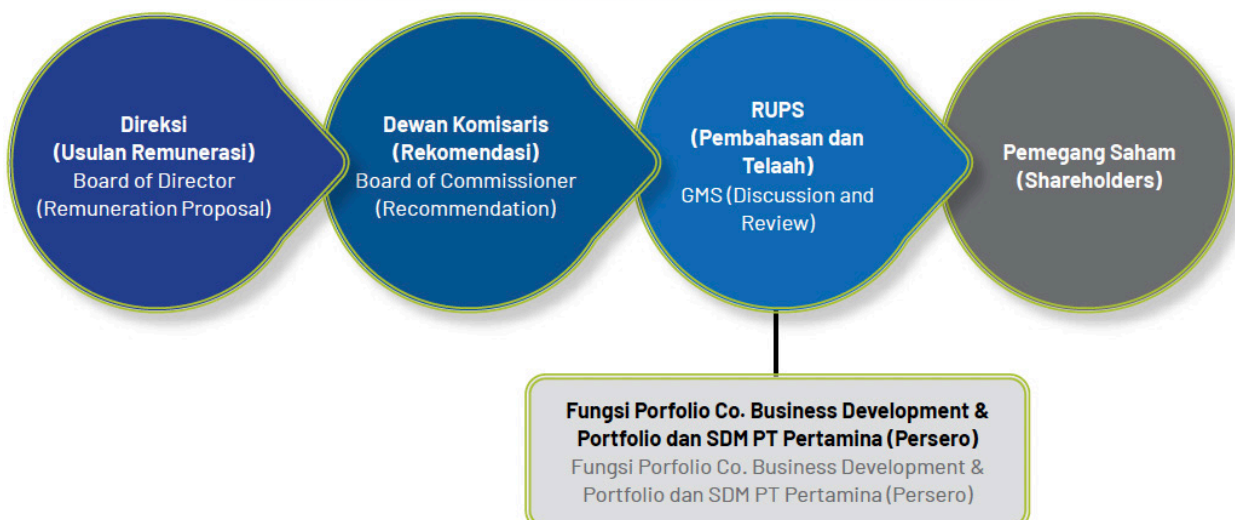 Direksi
(Usulan Remunerasi)
Board of Director
(Remuneration Proposal)
Dewan Komisaris
(Rekomendasi)
Board of Commissioner
(Recommendation)
RUPS
(Pembahasan dan
Telaah)
GMS (Discussion and
Review)
Pemegang Saham
(Shareholders)
Fungsi Porfolio Co. Business Development &
Portfolio dan SDM PT Pertamina (Persero)
Fungsi Porfolio Co. Business Development &
Portfolio dan SDM PT Pertamina (Persero)